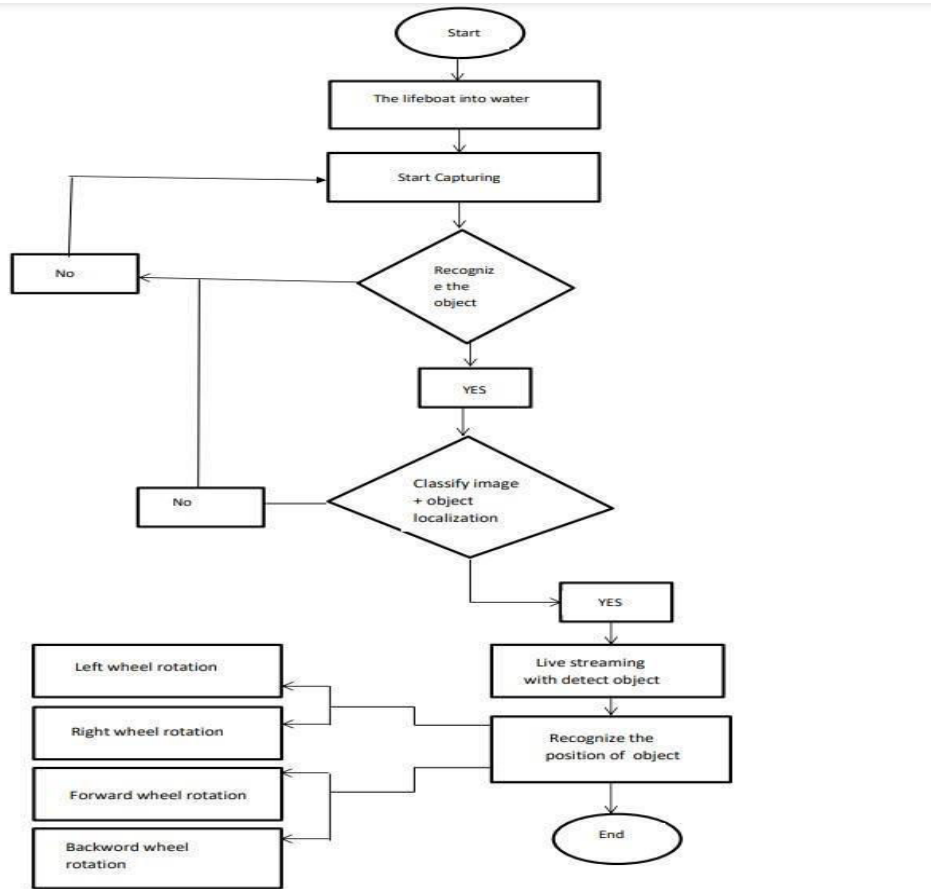 Start
The lifeboat into water
Start Capturing
No
Recogniz
e the
object
YES
Classify image
+ object
localization
No
YES
Left wheel rotation
Live streaming
with detect object
Right wheel rotation
Recognize the
position of object
Forward wheel rotation
Backword wheel
rotation
End